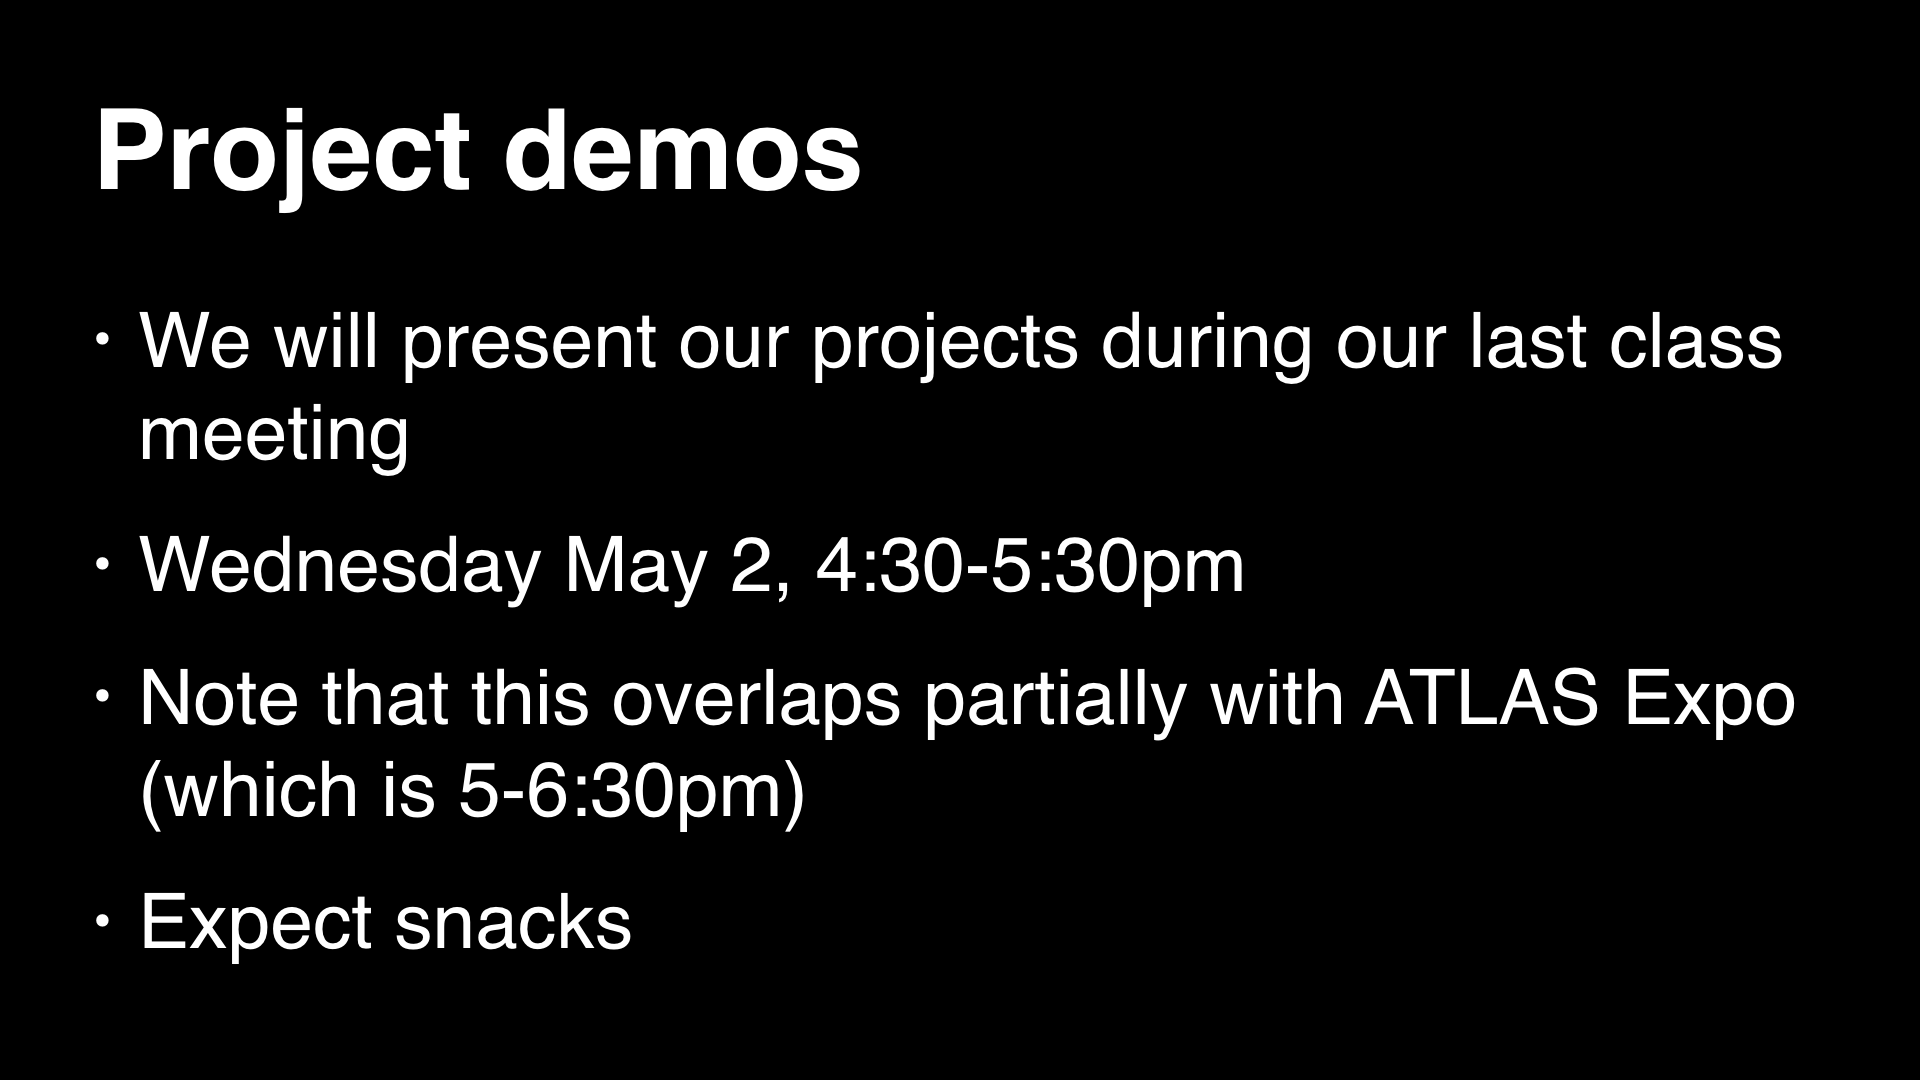 Project demos
• We will present our projects during our last class
meeting
• Wednesday May 2, 4:30-5:30pm
• Note that this overlaps partially with ATLAS Expo
(which is 5-6:30pm)
• Expect snacks